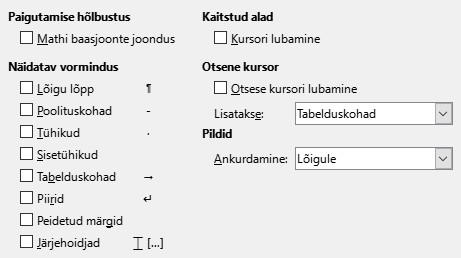 Paigutamise hõlbustus
Mathi baasjoonte joondus
Näidatav vormindus
Lõigu lõpp ¶
Poolituskohad -
Tühikud ·
Sisetühikud
Tabelduskohad →
Piirid ↵
Peidetud märgid
Järjehoidjad [...]
Kaitstud alad
Kursori lubamine
Otsene kursor
Otsese kursori lubamine
Lisatakse: Tabelduskohad
Pildid
Ankurdamine: Lõigule